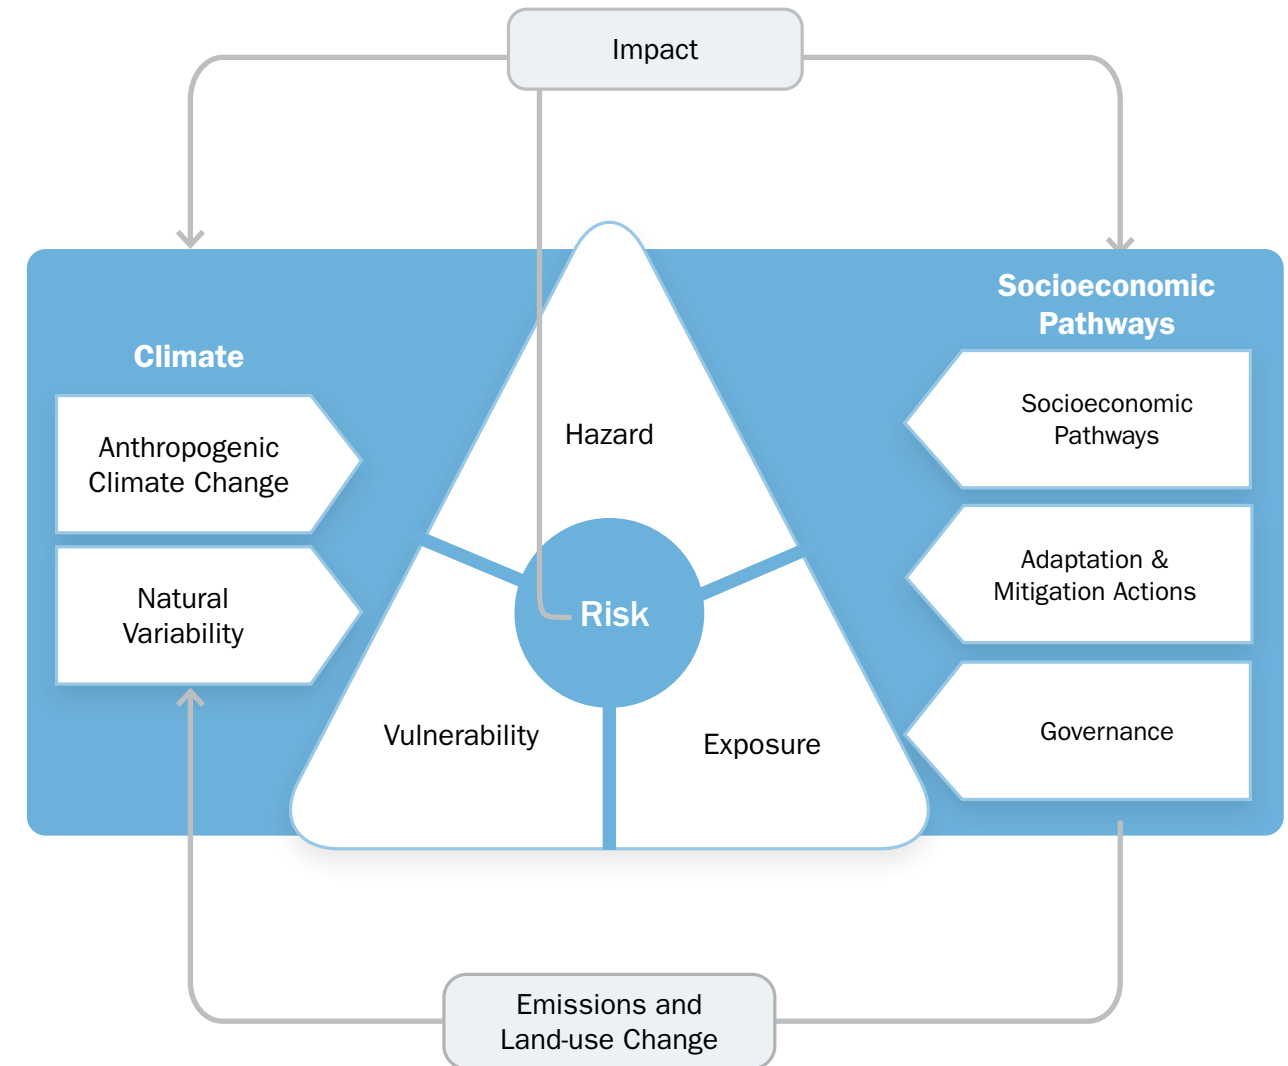 Impact
Climate
Anthropogenic
Climate Change
Natural
Variability
Hazard
Risk
Vulnerability
Exposure
Socioeconomic
Pathways
Socioeconomic
Pathways
Adaptation &
Mitigation Actions
Governance
Emissions and
Land-use Change